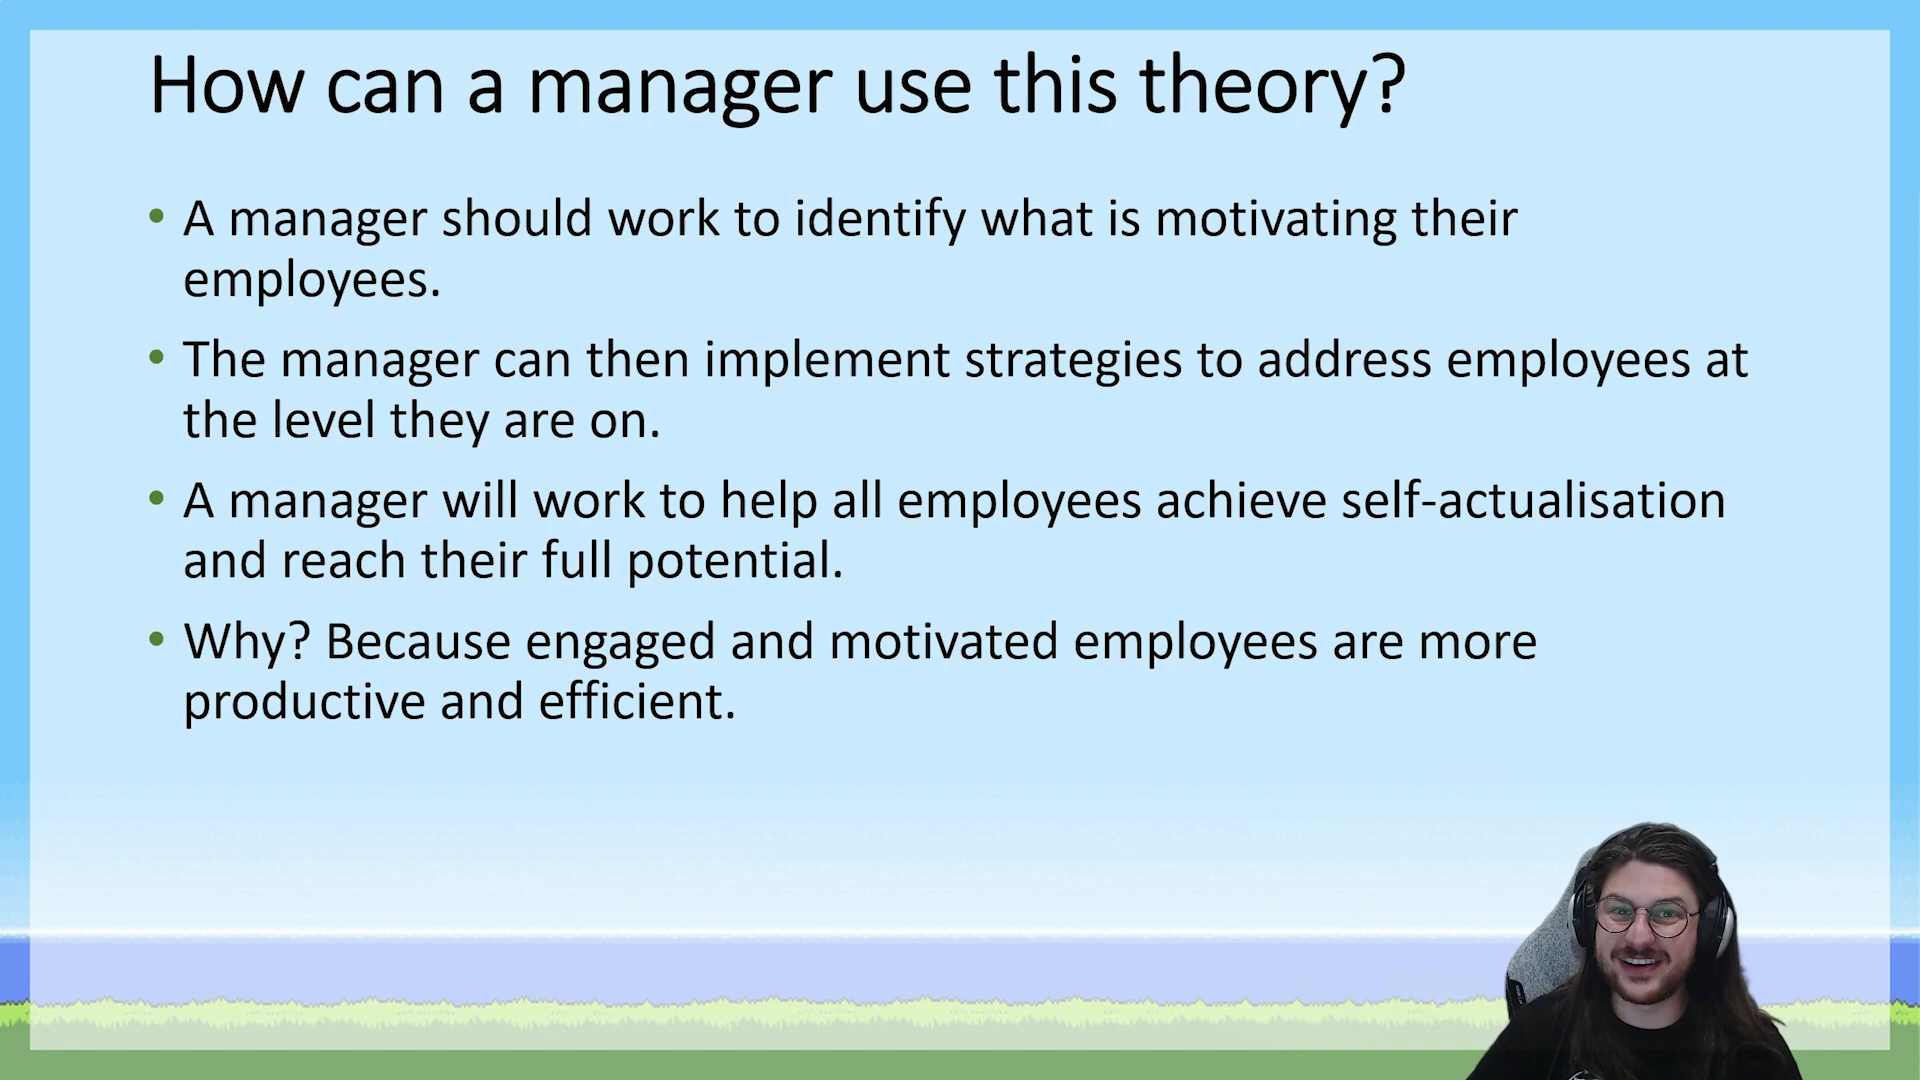 How can a manager use this theory?
• A manager should work to identify what is motivating their
employees.
• The manager can then implement strategies to address employees at
the level they are on.
• A manager will work to help all employees achieve self-actualisation
and reach their full potential.
• Why? Because engaged and motivated employees are more
productive and efficient.